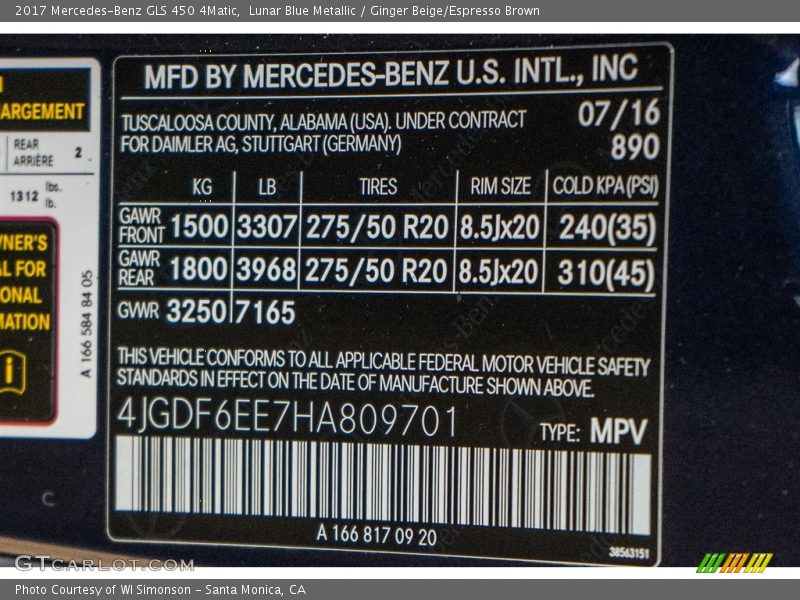 2017 Mercedes-Benz GLS 450 4Matic,  Lunar Blue Metallic / Ginger Beige/Espresso Brown
ARGEMENT
REAR
ARRIÈRE 2
1312 lbs.
lb.
NER'S
AL FOR
ONAL
MATION
i
A 166 584 84 05
MFD BY MERCEDES-BENZ U.S. INTL., INC
TUSCALOOSA COUNTY, ALABAMA (USA). UNDER CONTRACT 07/16
FOR DAIMLER AG, STUTTGART (GERMANY) 890
KG LB TIRES RIM SIZE COLD KPA(PSI)
GAWR FRONT 1500 3307 275/50 R20 8.5Jx20 240(35)
GAWR REAR 1800 3968 275/50 R20 8.5Jx20 310(45)
GVWR 3250 7165
THIS VEHICLE CONFORMS TO ALL APPLICABLE FEDERAL MOTOR VEHICLE SAFETY
STANDARDS IN EFFECT ON THE DATE OF MANUFACTURE SHOWN ABOVE.
4JGDF6EE7HA809701
TYPE: MPV
A 166 817 09 20
38563151
C
GTCarLot.com
Photo Courtesy of WI Simonson - Santa Monica, CA